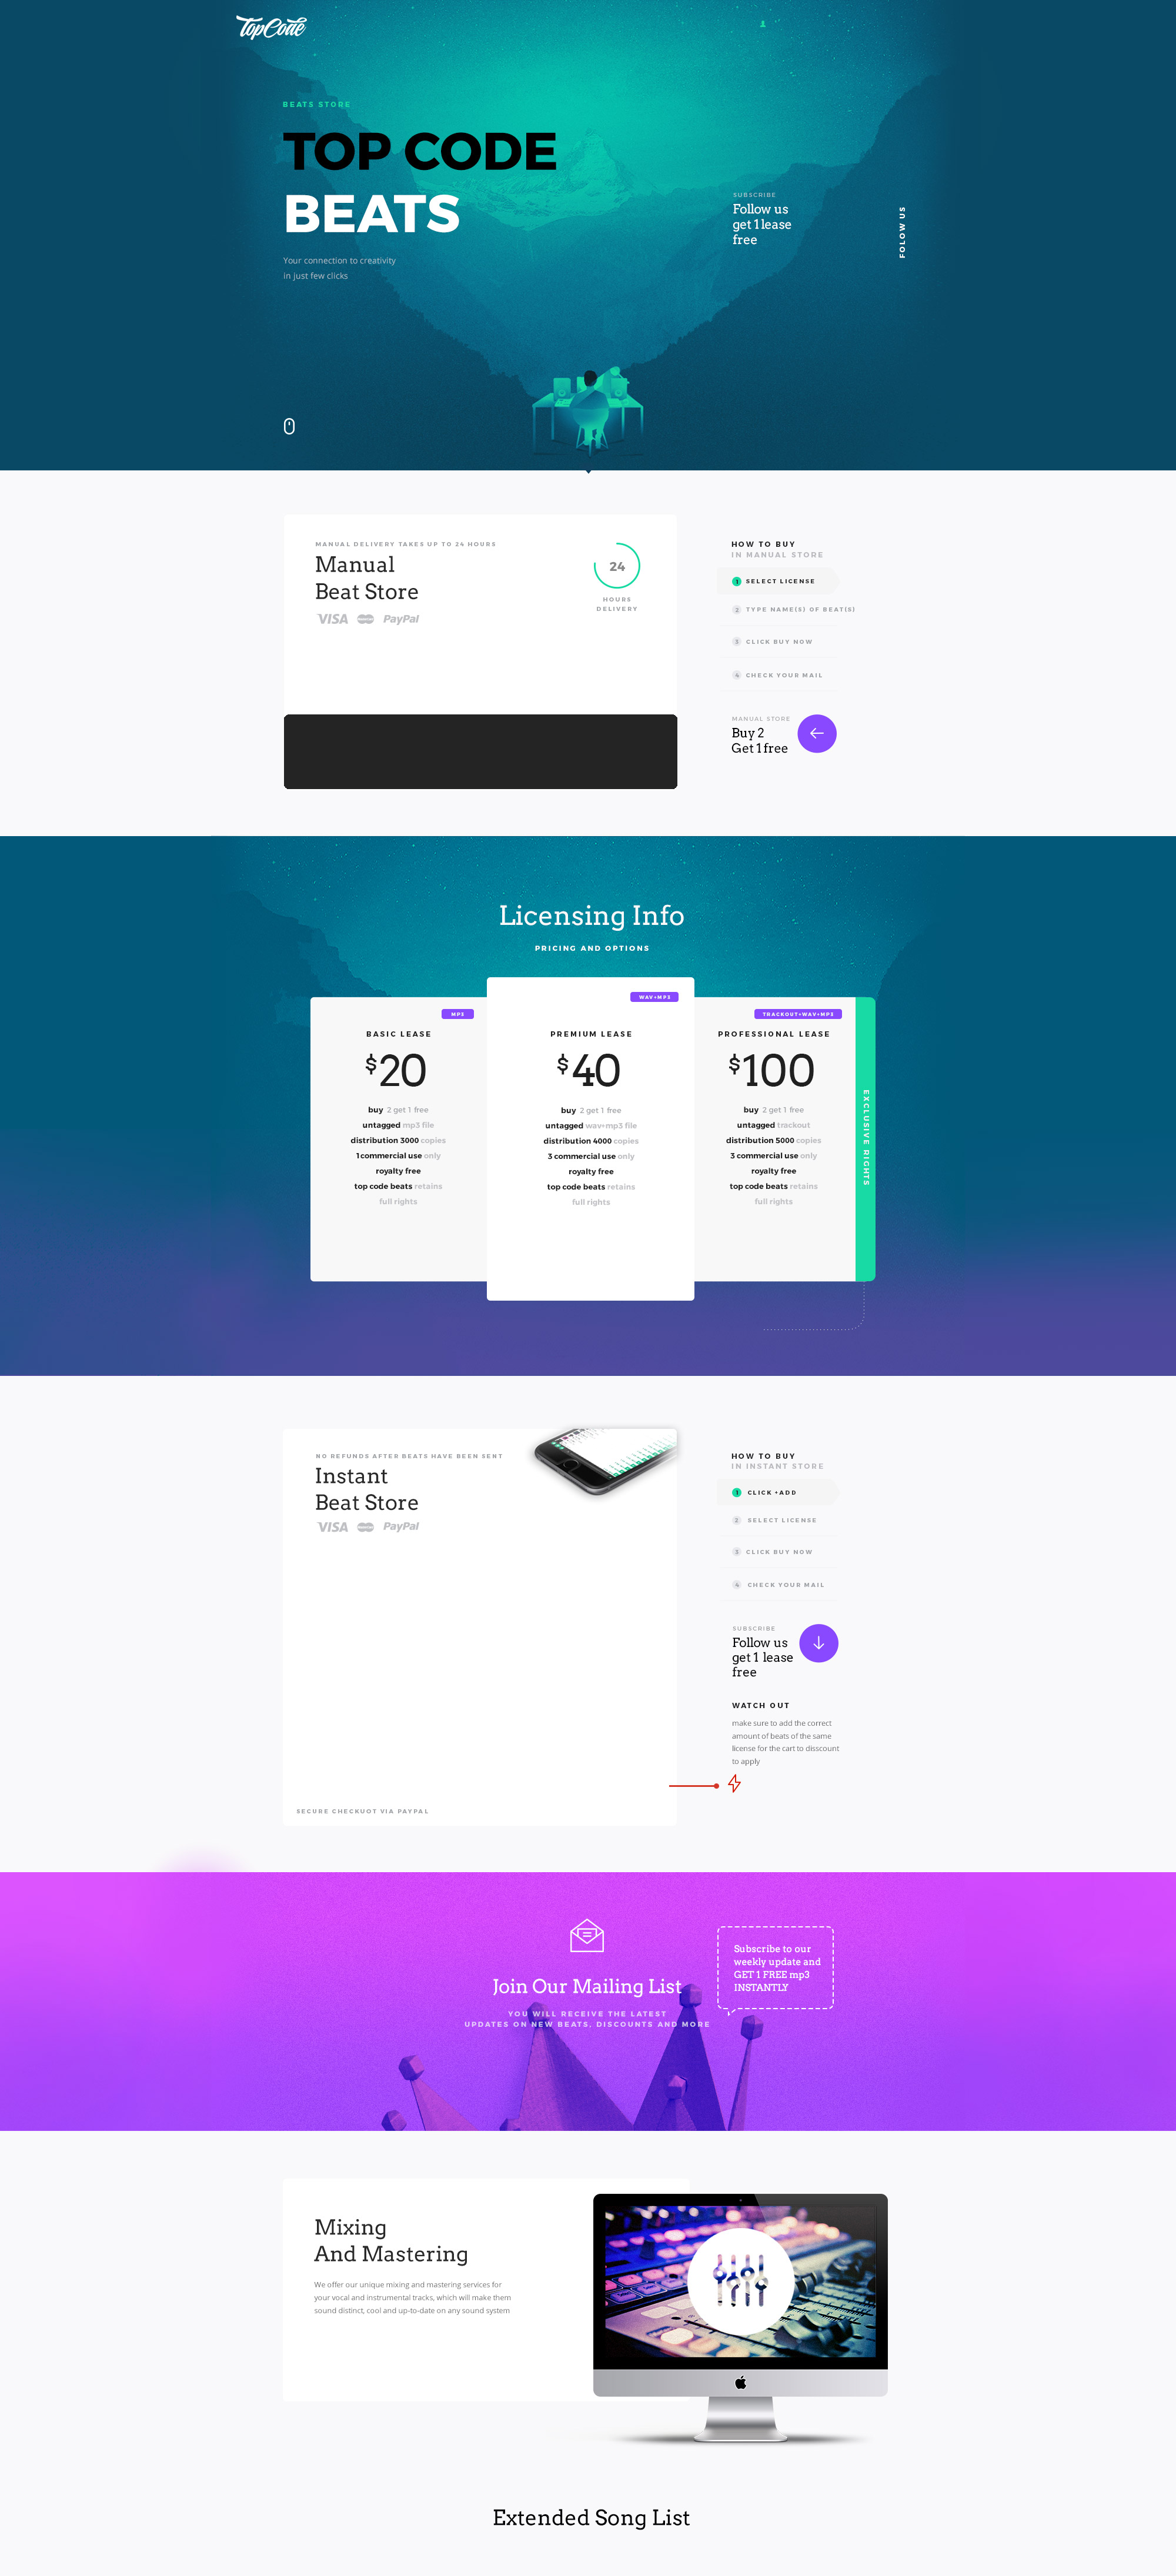 TopCode
BEATS STORE
TOP CODE
BEATS
Your connection to creativity
in just few clicks
SUBSCRIBE
Follow us
get 1 lease
free
FOLOW US
MANUAL DELIVERY TAKES UP TO 24 HOURS
Manual
Beat Store
VISA PayPal
24
HOURS
DELIVERY
HOW TO BUY
IN MANUAL STORE
1 SELECT LICENSE
2 TYPE NAME(S) OF BEAT(S)
3 CLICK BUY NOW
4 CHECK YOUR MAIL
MANUAL STORE
Buy 2
Get 1 free
Licensing Info
PRICING AND OPTIONS
MP3
BASIC LEASE
$20
buy 2 get 1 free
untagged mp3 file
distribution 3000 copies
1 commercial use only
royalty free
top code beats retains
full rights
WAV+MP3
PREMIUM LEASE
$40
buy 2 get 1 free
untagged wav+mp3 file
distribution 4000 copies
3 commercial use only
royalty free
top code beats retains
full rights
TRACKOUT+WAV+MP3
PROFESSIONAL LEASE
$100
buy 2 get 1 free
untagged trackout
distribution 5000 copies
3 commercial use only
royalty free
top code beats retains
full rights
EXCLUSIVE RIGHTS
NO REFUNDS AFTER BEATS HAVE BEEN SENT
Instant
Beat Store
VISA PayPal
SECURE CHECKUOT VIA PAYPAL
HOW TO BUY
IN INSTANT STORE
1 CLICK +ADD
2 SELECT LICENSE
3 CLICK BUY NOW
4 CHECK YOUR MAIL
SUBSCRIBE
Follow us
get 1 lease
free
WATCH OUT
make sure to add the correct
amount of beats of the same
license for the cart to disscount
to apply
Join Our Mailing List
YOU WILL RECEIVE THE LATEST
UPDATES ON NEW BEATS, DISCOUNTS AND MORE
Subscribe to our
weekly update and
GET 1 FREE mp3
INSTANTLY
Mixing
And Mastering
We offer our unique mixing and mastering services for
your vocal and instrumental tracks, which will make them
sound distinct, cool and up-to-date on any sound system
Extended Song List